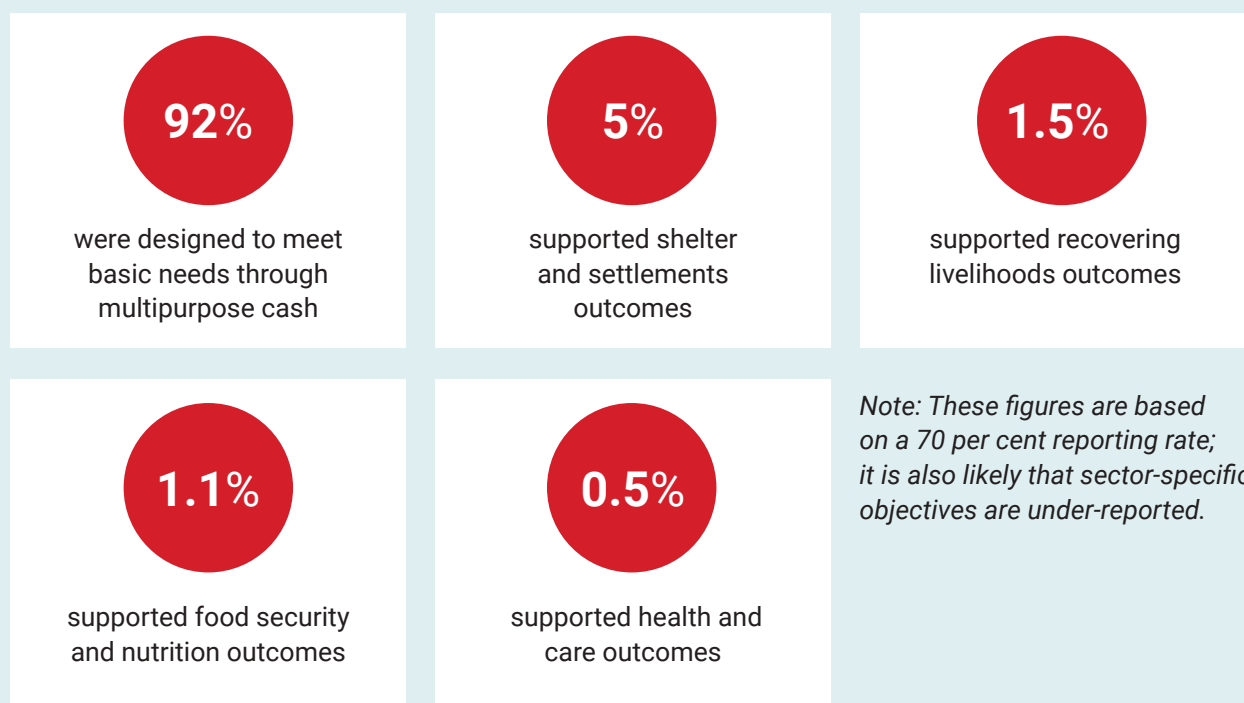 92%
were designed to meet
basic needs through
multipurpose cash
5%
supported shelter
and settlements
outcomes
1.5%
supported recovering
livelihoods outcomes
1.1%
supported food security
and nutrition outcomes
0.5%
supported health and
care outcomes
Note: These figures are based
on a 70 per cent reporting rate;
it is also likely that sector-specific
objectives are under-reported.